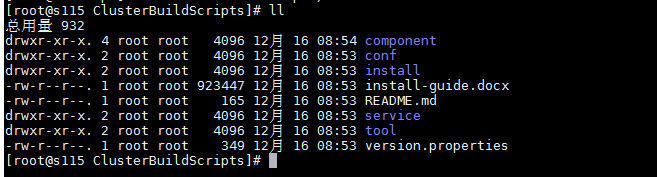 [root@s115 ClusterBuildScripts]# ll
总用量 932
drwxr-xr-x. 4 root root 4096 12月 16 08:54 component
drwxr-xr-x. 2 root root 4096 12月 16 08:53 conf
drwxr-xr-x. 2 root root 4096 12月 16 08:53 install
-rw-r--r--. 1 root root 923447 12月 16 08:53 install-guide.docx
-rw-r--r--. 1 root root 165 12月 16 08:53 README.md
drwxr-xr-x. 2 root root 4096 12月 16 08:53 service
drwxr-xr-x. 2 root root 4096 12月 16 08:53 tool
-rw-r--r--. 1 root root 349 12月 16 08:53 version.properties
[root@s115 ClusterBuildScripts]#